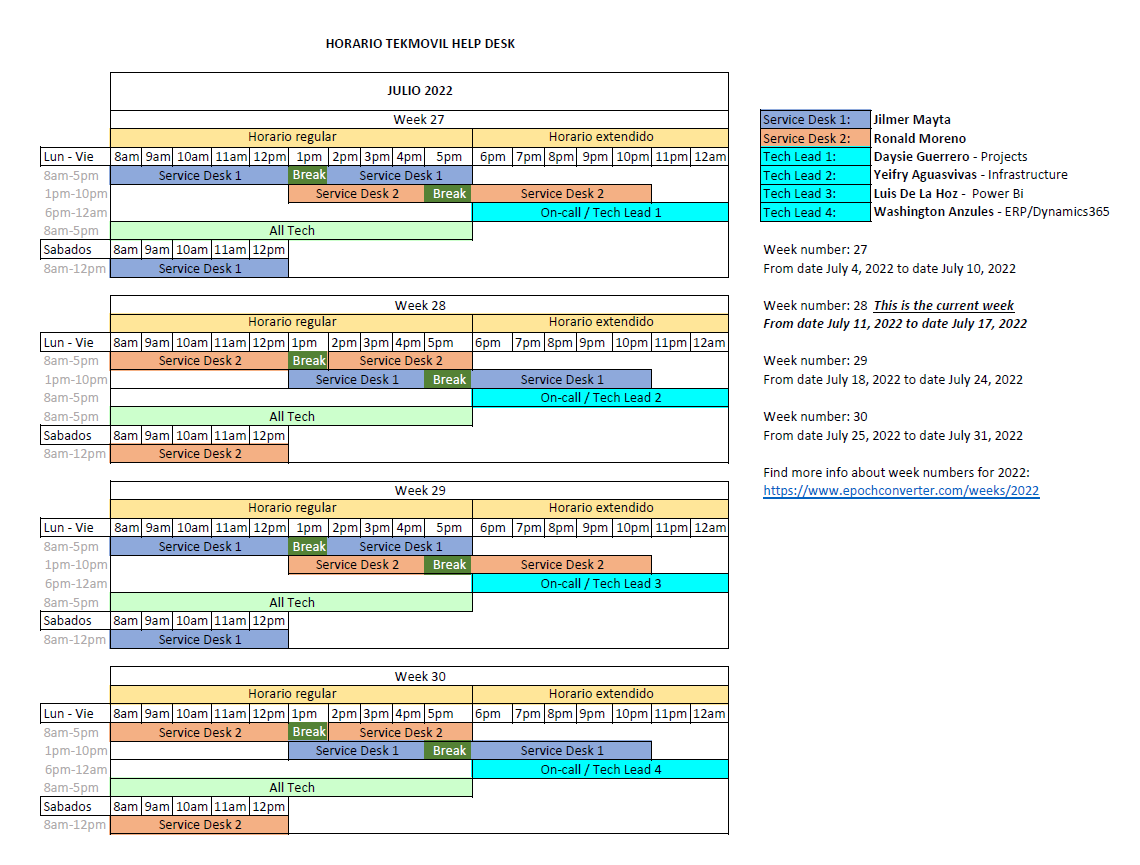 HORARIO TEKMOVIL HELP DESK
JULIO 2022
Week 27
Horario regular Horario extendido
Lun - Vie 8am 9am 10am 11am 12pm 1pm 2pm 3pm 4pm 5pm 6pm 7pm 8pm 9pm 10pm 11pm 12am
8am-5pm Service Desk 1 Break Service Desk 1
1pm-10pm Service Desk 2 Break Service Desk 2
6pm-12am On-call / Tech Lead 1
8am-5pm All Tech
Sabados 8am 9am 10am 11am 12pm
8am-12pm Service Desk 1
Week 28
Horario regular Horario extendido
Lun - Vie 8am 9am 10am 11am 12pm 1pm 2pm 3pm 4pm 5pm 6pm 7pm 8pm 9pm 10pm 11pm 12am
8am-5pm Service Desk 2 Break Service Desk 2
1pm-10pm Service Desk 1 Break Service Desk 1
8am-5pm On-call / Tech Lead 2
8am-5pm All Tech
Sabados 8am 9am 10am 11am 12pm
8am-12pm Service Desk 2
Week 29
Horario regular Horario extendido
Lun - Vie 8am 9am 10am 11am 12pm 1pm 2pm 3pm 4pm 5pm 6pm 7pm 8pm 9pm 10pm 11pm 12am
8am-5pm Service Desk 1 Break Service Desk 1
1pm-10pm Service Desk 2 Break Service Desk 2
6pm-12am On-call / Tech Lead 3
8am-5pm All Tech
Sabados 8am 9am 10am 11am 12pm
8am-12pm Service Desk 1
Week 30
Horario regular Horario extendido
Lun - Vie 8am 9am 10am 11am 12pm 1pm 2pm 3pm 4pm 5pm 6pm 7pm 8pm 9pm 10pm 11pm 12am
8am-5pm Service Desk 2 Break Service Desk 2
1pm-10pm Service Desk 1 Break Service Desk 1
6pm-12am On-call / Tech Lead 4
8am-5pm All Tech
Sabados 8am 9am 10am 11am 12pm
8am-12pm Service Desk 2
Service Desk 1: Jilmer Mayta
Service Desk 2: Ronald Moreno
Tech Lead 1: Daysie Guerrero - Projects
Tech Lead 2: Yeifry Aguasvivas - Infrastructure
Tech Lead 3: Luis De La Hoz - Power Bi
Tech Lead 4: Washington Anzules - ERP/Dynamics365
Week number: 27
From date July 4, 2022 to date July 10, 2022
Week number: 28 This is the current week
From date July 11, 2022 to date July 17, 2022
Week number: 29
From date July 18, 2022 to date July 24, 2022
Week number: 30
From date July 25, 2022 to date July 31, 2022
Find more info about week numbers for 2022:
https://www.epochconverter.com/weeks/2022